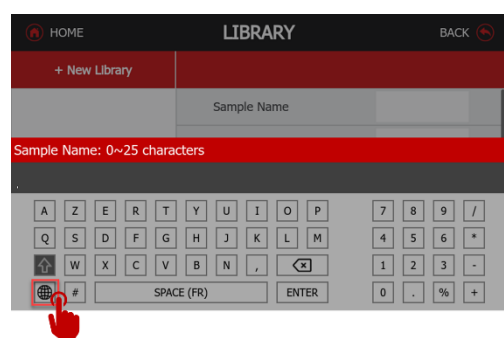 HOME LIBRARY BACK
+ New Library
Sample Name
Sample Name: 0~25 characters
A Z E R T Y U I O P 7 8 9 /
Q S D F G H J K L M 4 5 6 *
W X C V B N , 1 2 3 -
# SPACE (FR) ENTER 0 . % +